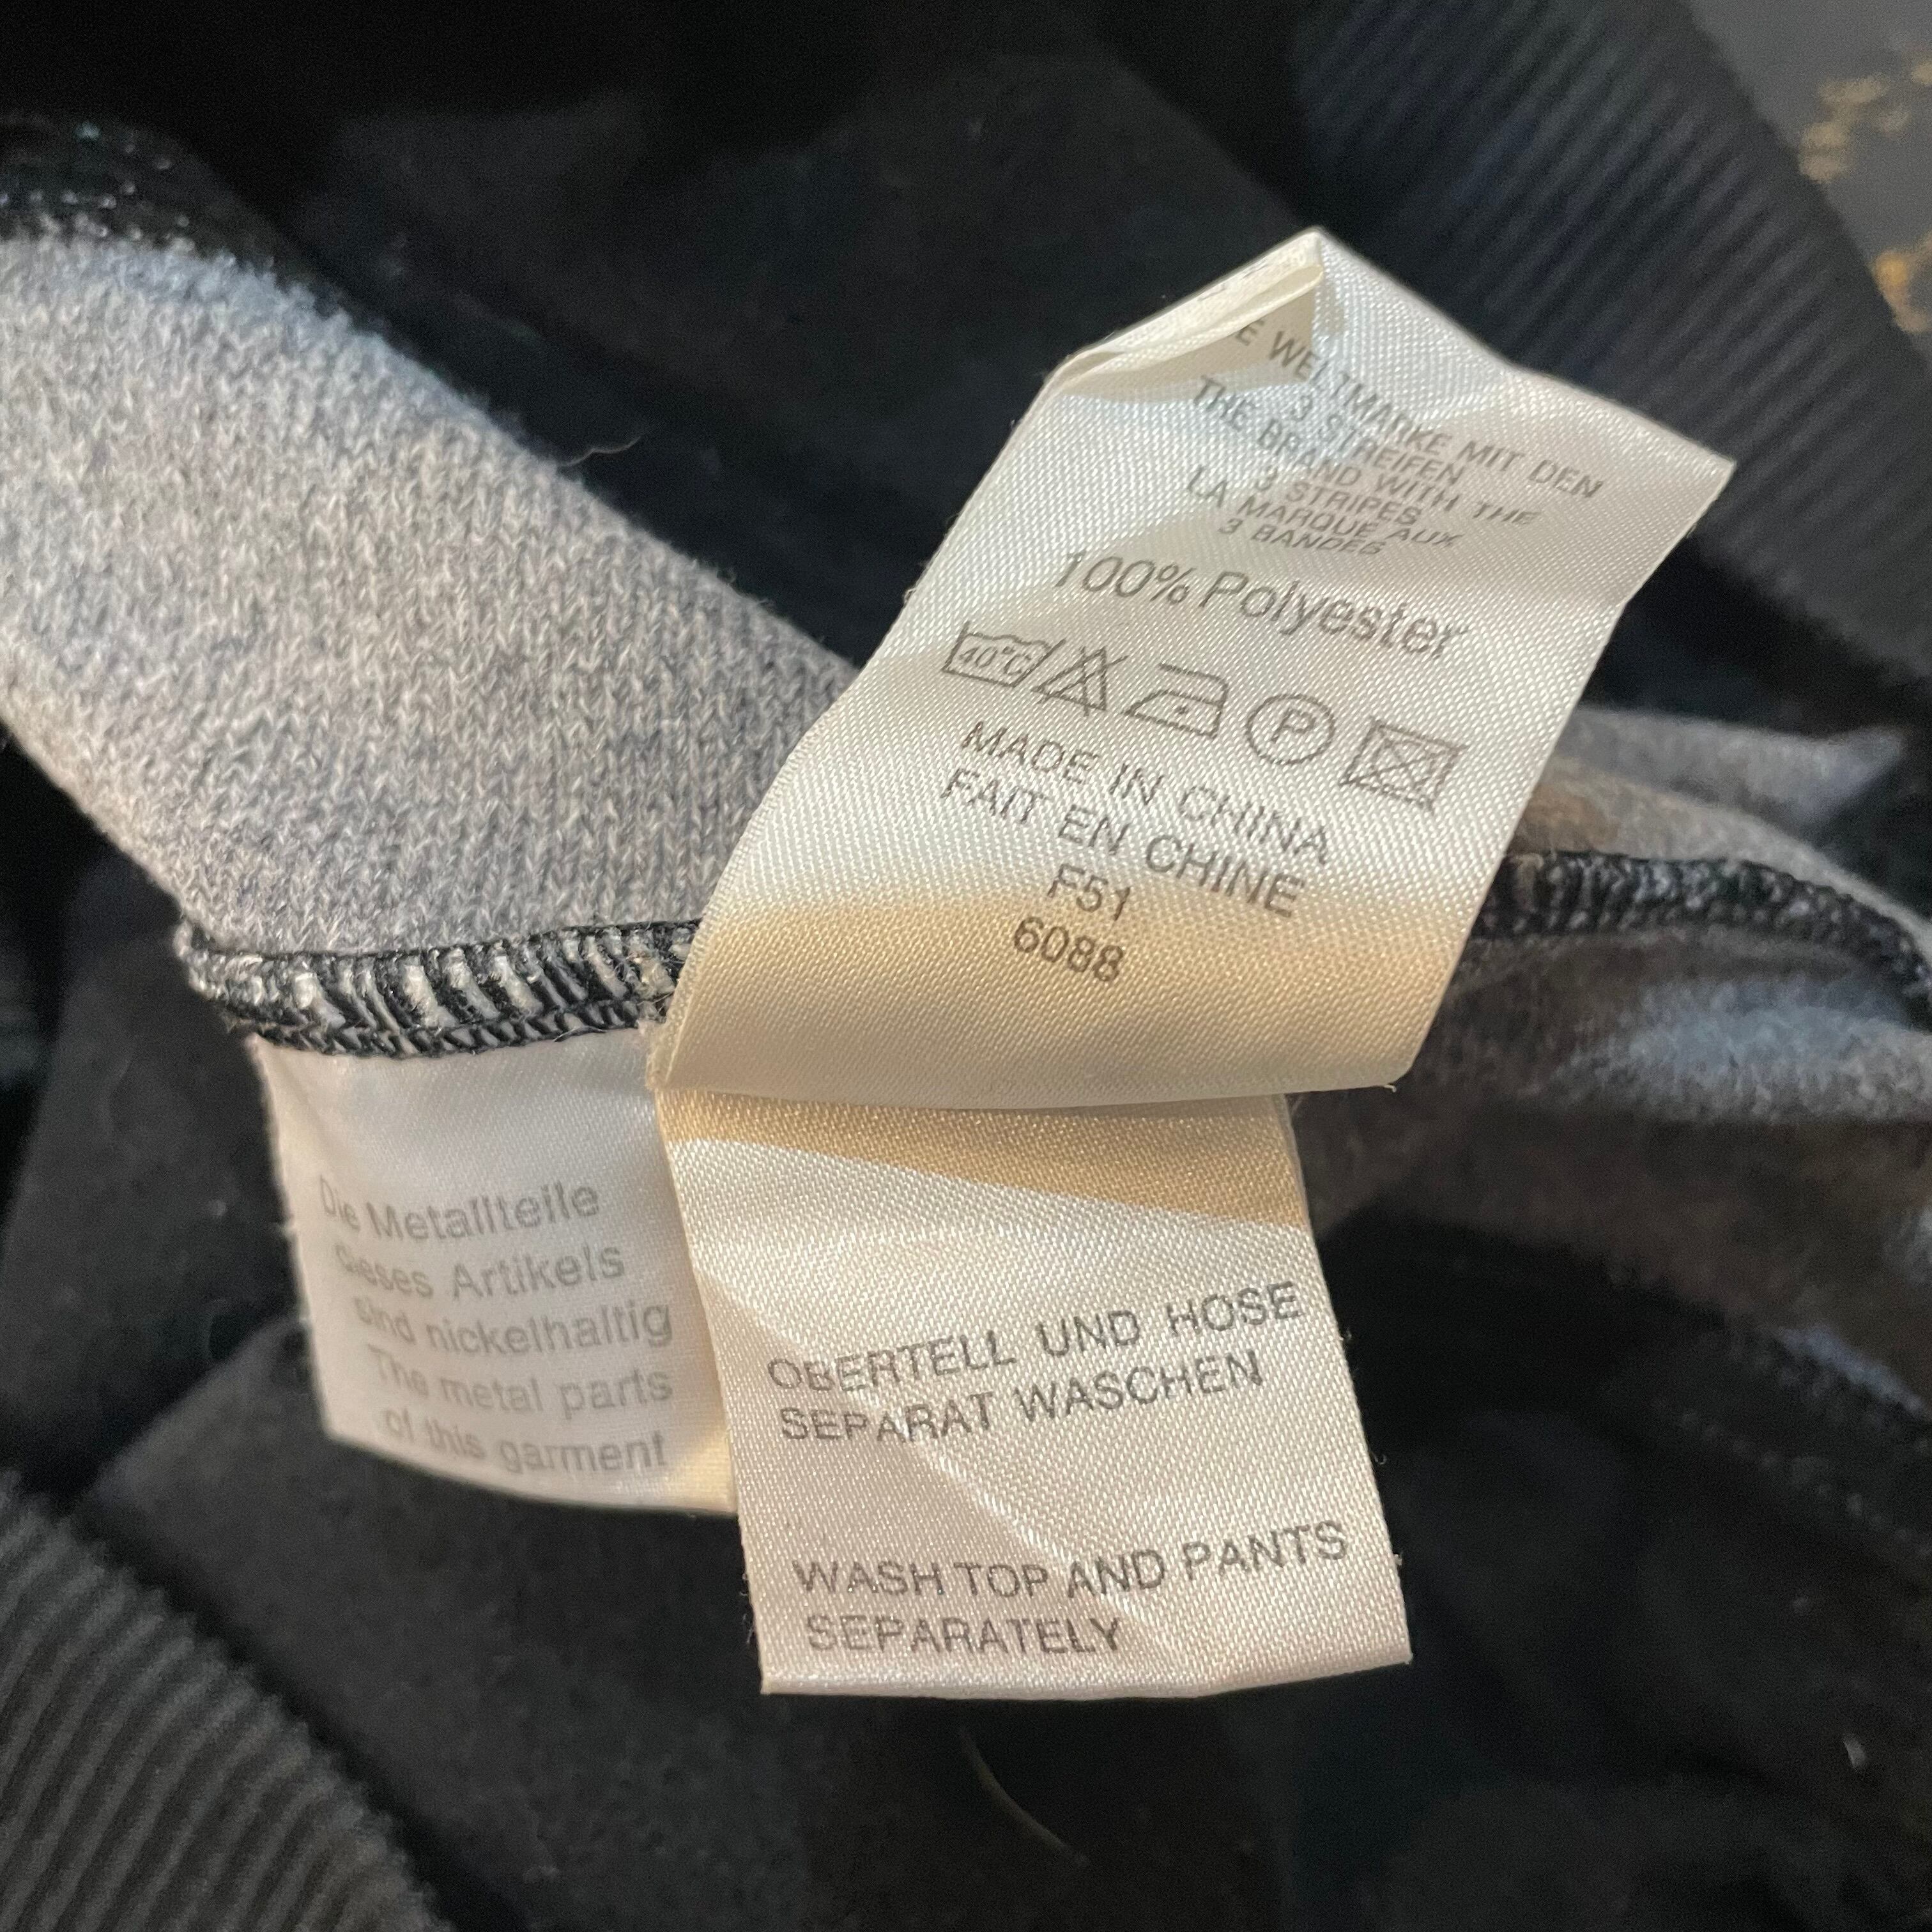 E WELTMARKE MIT DEN
3 STREIFEN
THE BRAND WITH THE
3 STRIPES
LA MARQUE AUX
3 BANDES
100% Polyester
40°C P
MADE IN CHINA
FAIT EN CHINE
F51
6088
Die Metallteile
dieses Artikels
sind nickelhaltig
The metal parts
of this garment
OBERTELL UND HOSE
SEPARAT WASCHEN
WASH TOP AND PANTS
SEPARATELY